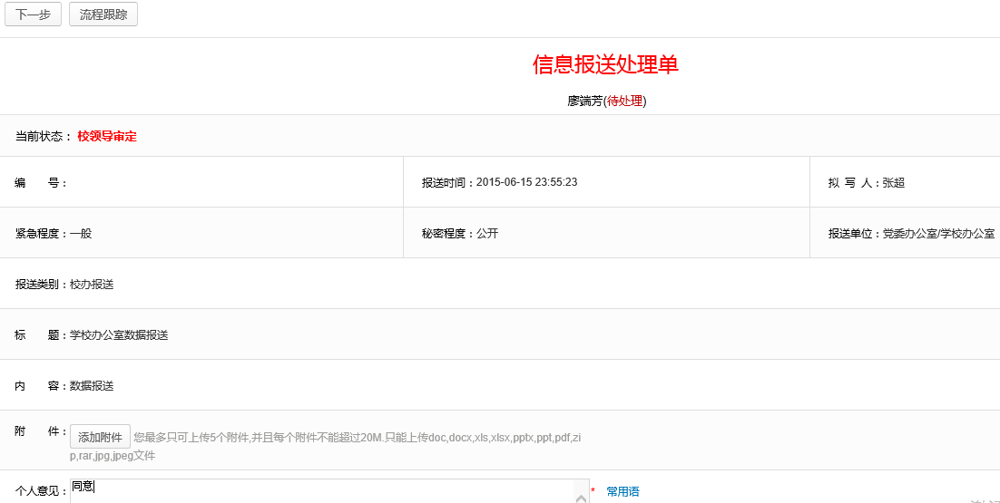 下一步 流程跟踪
信息报送处理单
廖端芳(待处理)
当前状态： 校领导审定
编 号：
报送时间：2015-06-15 23:55:23
拟 写 人：张超
紧急程度：一般
秘密程度：公开
报送单位：党委办公室/学校办公室
报送类别：校办报送
标 题：学校办公室数据报送
内 容：数据报送
附 件：添加附件 您最多只可上传5个附件,并且每个附件不能超过20M.只能上传doc,docx,xls,xlsx,pptx,ppt,pdf,zi
p,rar,jpg,jpeg文件
个人意见：同意 * 常用语